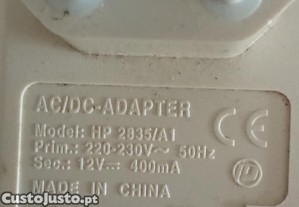 AC/DC-ADAPTER
Model: HP 2835/A1
Prim.: 220-230V~ 50Hz
Sec.: 12V⎓ 400mA
MADE IN CHINA
CE
CustoJusto.pt